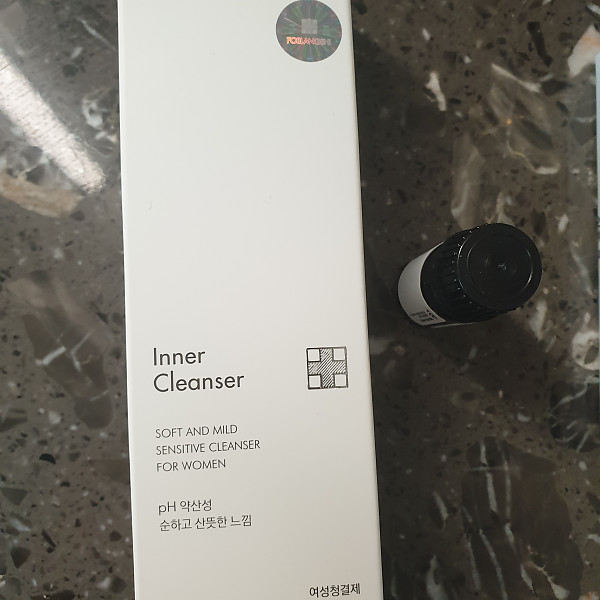 Inner
Cleanser
SOFT AND MILD
SENSITIVE CLEANSER
FOR WOMEN
pH 약산성
순하고 산뜻한 느낌
여성청결제